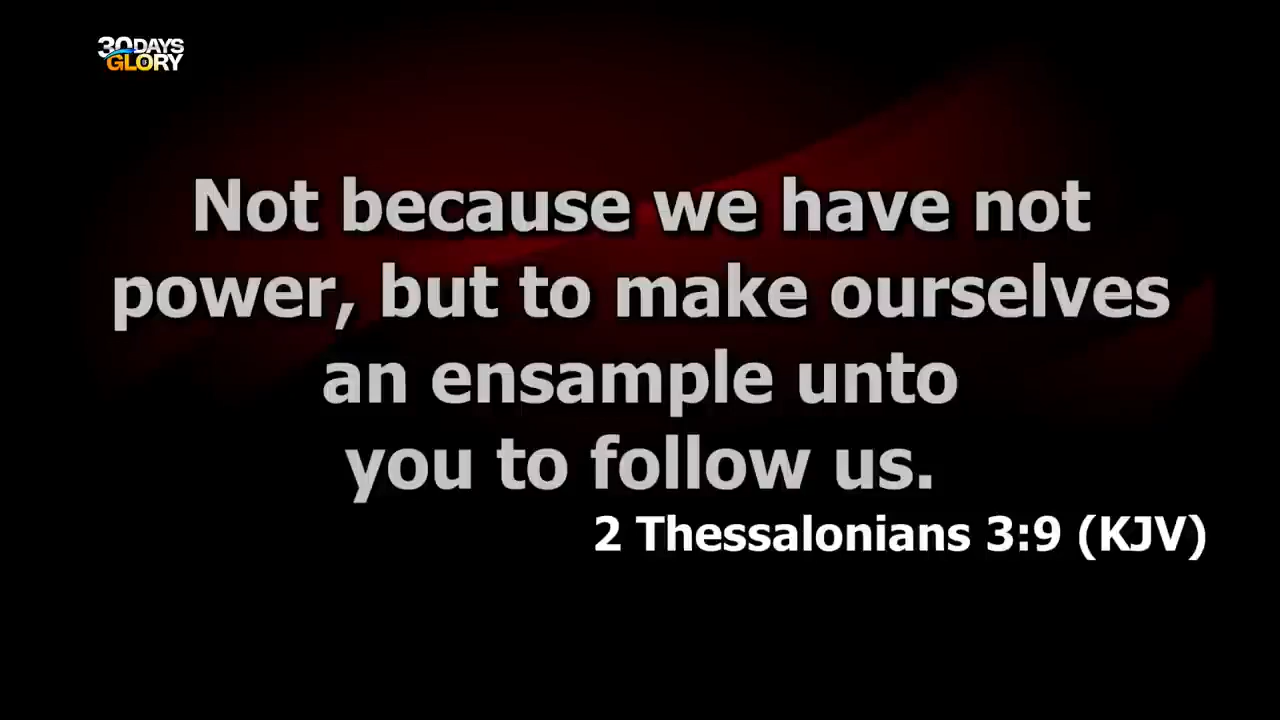 30DAYS
GLORY
Not because we have not
power, but to make ourselves
an ensample unto
you to follow us.
2 Thessalonians 3:9 (KJV)